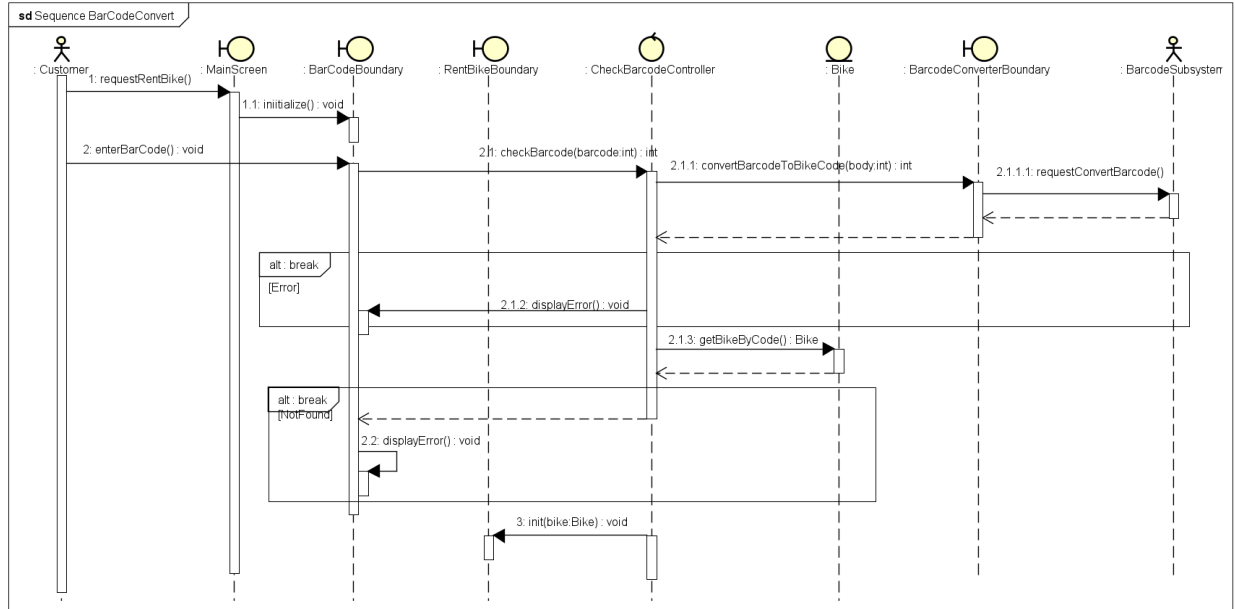 sd Sequence BarCodeConvert
: Customer
: MainScreen
: BarCodeBoundary
: RentBikeBoundary
: CheckBarcodeController
: Bike
: BarcodeConverterBoundary
: BarcodeSubsystem
1: requestRentBike()
1.1: iniitialize() : void
2: enterBarCode() : void
2.1: checkBarcode(barcode:int) : int
2.1.1: convertBarcodeToBikeCode(body:int) : int
2.1.1.1: requestConvertBarcode()
alt : break
[Error]
2.1.2: displayError() : void
2.1.3: getBikeByCode() : Bike
alt : break
[NotFound]
2.2: displayError() : void
3: init(bike:Bike) : void